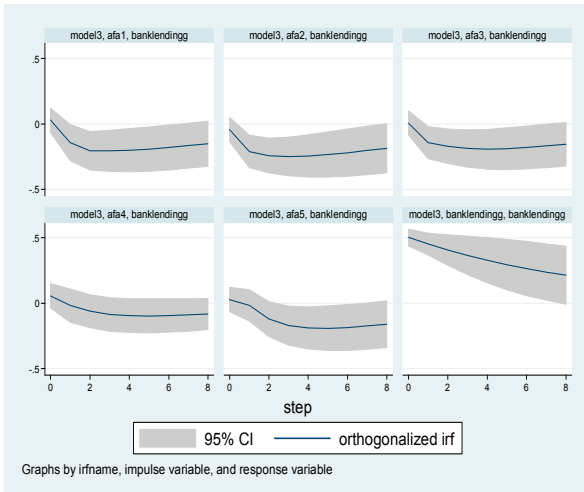 model3, afa1, banklendingg
model3, afa2, banklendingg
model3, afa3, banklendingg
.5
0
-.5
model3, afa4, banklendingg
model3, afa5, banklendingg
model3, banklendingg, banklendingg
.5
0
-.5
0 2 4 6 8
0 2 4 6 8
0 2 4 6 8
step
95% CI
orthogonalized irf
Graphs by irfname, impulse variable, and response variable